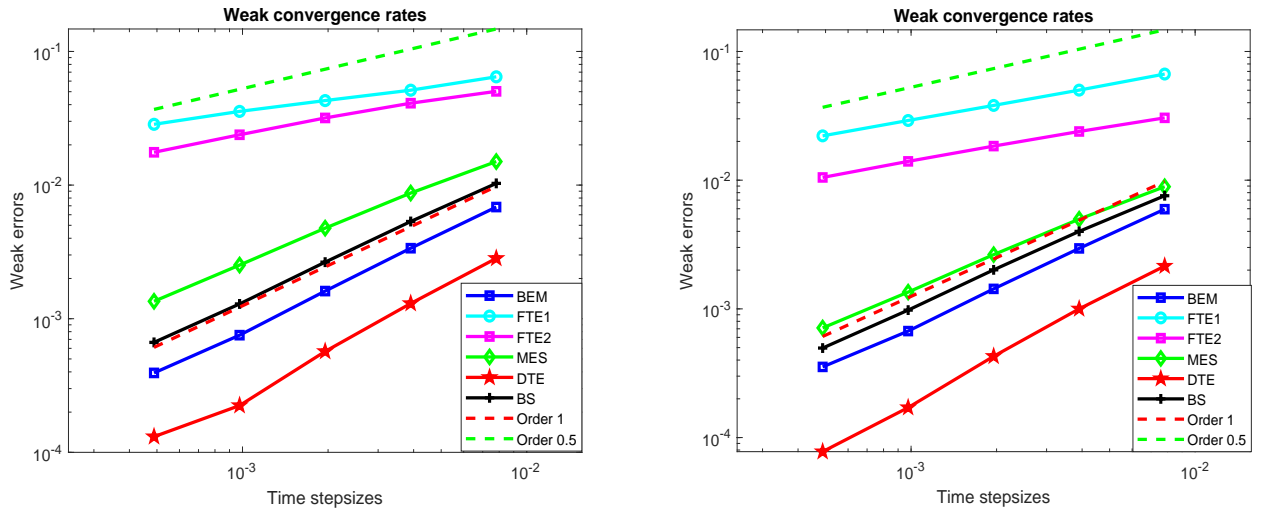 Weak convergence rates
10^-1
10^-2
10^-3
10^-4
Weak errors
BEM
FTE1
FTE2
MES
DTE
BS
Order 1
Order 0.5
10^-3
10^-2
Time stepsizes
Weak convergence rates
10^-1
10^-2
10^-3
10^-4
Weak errors
BEM
FTE1
FTE2
MES
DTE
BS
Order 1
Order 0.5
10^-3
10^-2
Time stepsizes